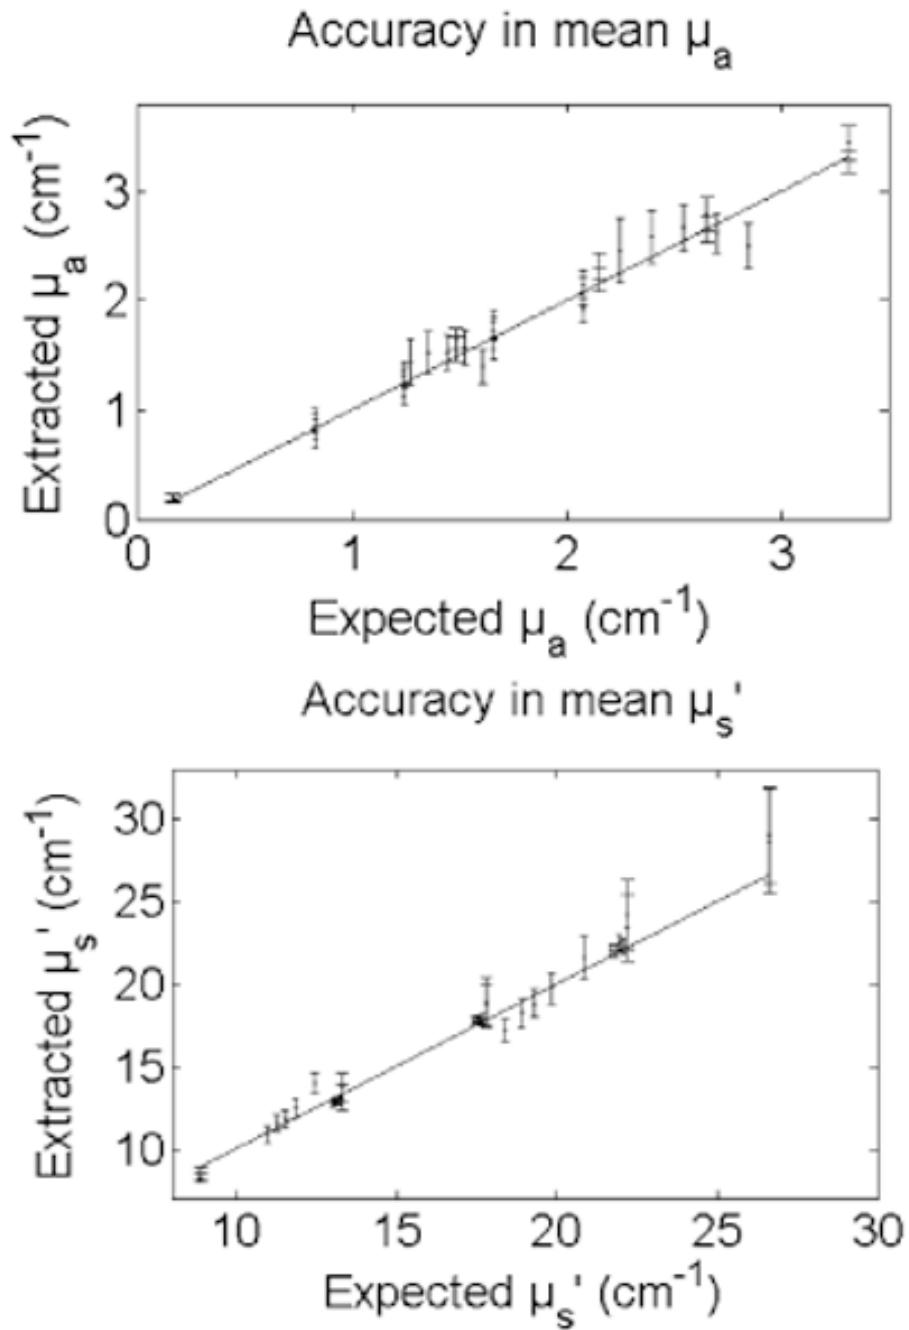 Accuracy in mean μa
Extracted μa (cm-1)
3
2
1
0
0 1 2 3
Expected μa (cm-1)
Accuracy in mean μs'
Extracted μs' (cm-1)
30
25
20
15
10
10 15 20 25 30
Expected μs' (cm-1)